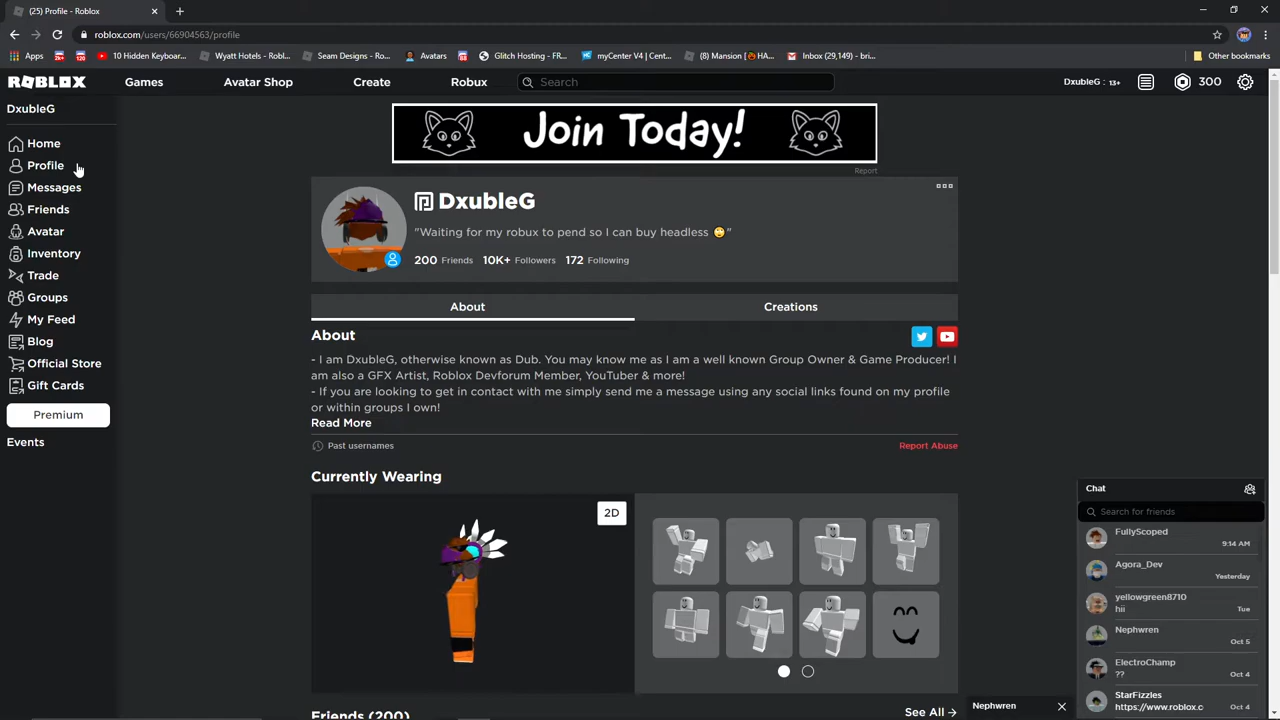 (25) Profile - Roblox
roblox.com/users/66904563/profile
Apps 2K+ 120 10 Hidden Keyboar... Wyatt Hotels - Robl... Seam Designs - Ro... Avatars 53 Glitch Hosting - FR... myCenter V4 | Cent... (8) Mansion [ HA... Inbox (29,149) - bri... Other bookmarks
ROBLOX Games Avatar Shop Create Robux Search DxubleG : 13+ 300
DxubleG
Home
Profile
Messages
Friends
Avatar
Inventory
Trade
Groups
My Feed
Blog
Official Store
Gift Cards
Premium
Events
Join Today!
Report
DxubleG
"Waiting for my robux to pend so I can buy headless 🙄"
200 Friends 10K+ Followers 172 Following
About Creations
About
- I am DxubleG, otherwise known as Dub. You may know me as I am a well known Group Owner & Game Producer! I
am also a GFX Artist, Roblox Devforum Member, YouTuber & more!
- If you are looking to get in contact with me simply send me a message using any social links found on my profile
or within groups I own!
Read More
Past usernames Report Abuse
Currently Wearing
2D
Friends (200) See All →
Chat
Search for friends
FullyScoped
9:14 AM
Agora_Dev
Yesterday
yellowgreen8710
hii Tue
Nephwren
Oct 5
ElectroChamp
?? Oct 4
StarFizzles
https://www.roblox.c Oct 4
Nephwren